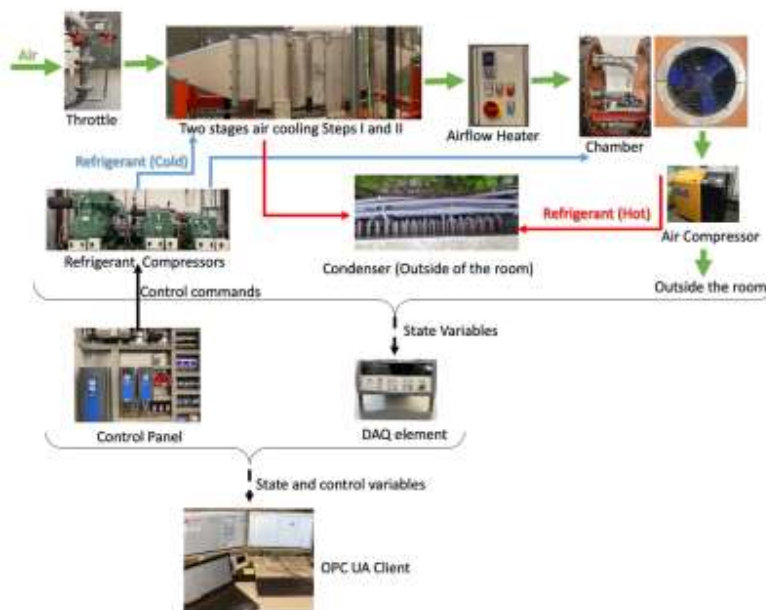 Air
Throttle
Two stages air cooling Steps I and II
Airflow Heater
Chamber
Refrigerant (Cold)
Refrigerant (Hot)
Air Compressor
Refrigerant Compressors
Condenser (Outside of the room)
Outside the room
Control commands
State Variables
Control Panel
DAQ element
State and control variables
OPC UA Client